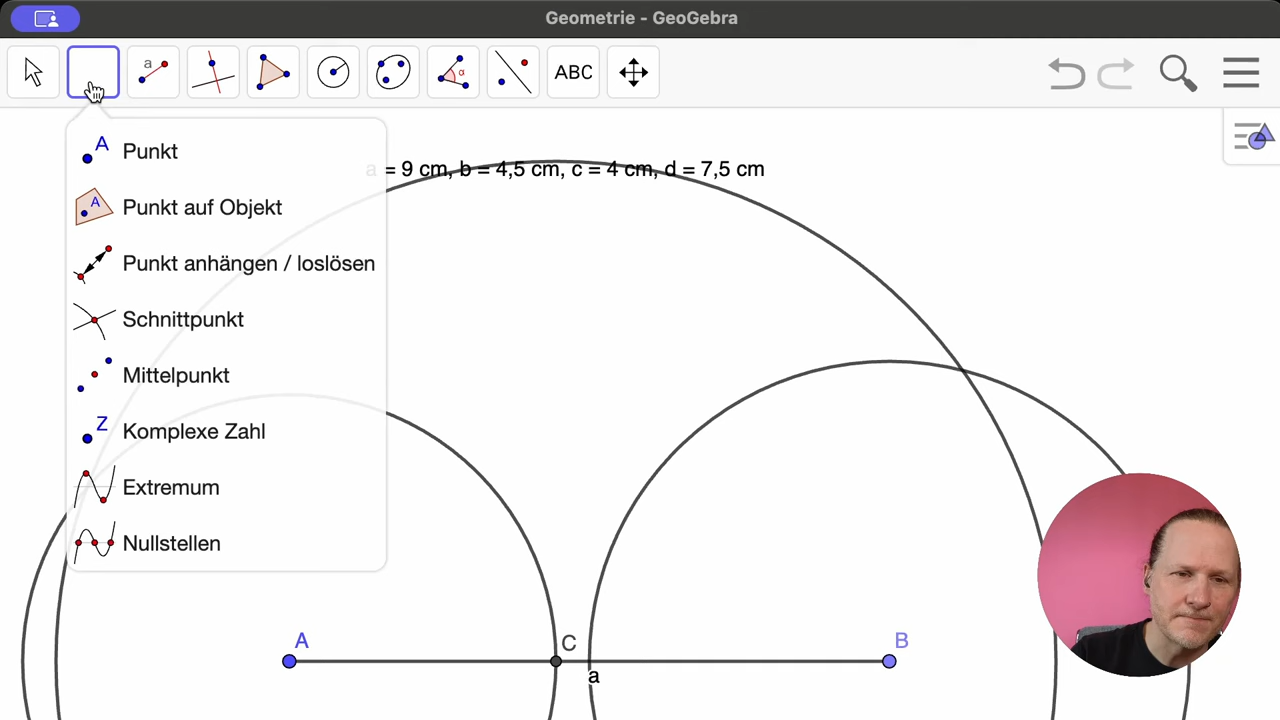 Geometrie - GeoGebra
a
α
ABC
a = 9 cm, b = 4,5 cm, c = 4 cm, d = 7,5 cm
A Punkt
A Punkt auf Objekt
Punkt anhängen / loslösen
Schnittpunkt
Mittelpunkt
Z Komplexe Zahl
Extremum
Nullstellen
A
C
B
a